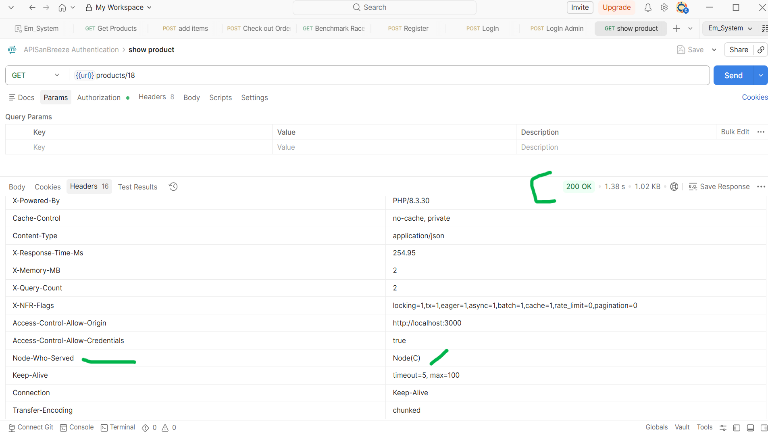 My Workspace
Search
Invite
Upgrade
Em_System
GET Get Products
POST add items
POST Check out Orde
GET Benchmark Race
POST Register
POST LogIn
POST LogIn Admin
GET show product
Em_System
APISanBreeze Authentication > show product
Save
Share
GET
{{url}} products/18
Send
Docs
Params
Authorization
Headers 8
Body
Scripts
Settings
Cookies
Query Params
Key Value Description Bulk Edit
Key Value Description
Body
Cookies
Headers 16
Test Results
200 OK • 1.38 s • 1.02 KB
Save Response
X-Powered-By PHP/8.3.30
Cache-Control no-cache, private
Content-Type application/json
X-Response-Time-Ms 254.95
X-Memory-MB 2
X-Query-Count 2
X-NFR-Flags locking=1,tx=1,eager=1,async=1,batch=1,cache=1,rate_limit=0,pagination=0
Access-Control-Allow-Origin http://localhost:3000
Access-Control-Allow-Credentials true
Node-Who-Served Node(C)
Keep-Alive timeout=5, max=100
Connection Keep-Alive
Transfer-Encoding chunked
Connect Git
Console
Terminal
0
0
Globals
Vault
Tools